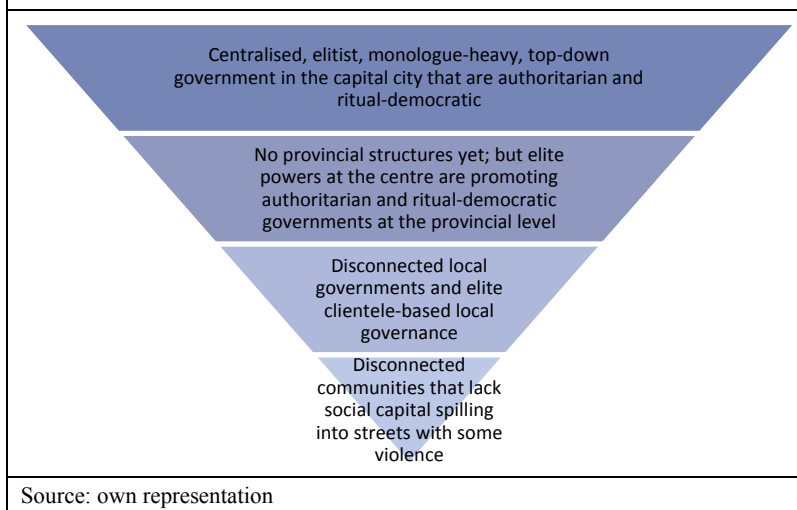 Centralised, elitist, monologue-heavy, top-down
government in the capital city that are authoritarian and
ritual-democratic
No provincial structures yet; but elite
powers at the centre are promoting
authoritarian and ritual-democratic
governments at the provincial level
Disconnected local
governments and elite
clientele-based local
governance
Disconnected
communities that lack
social capital spilling
into streets with some
violence
Source: own representation